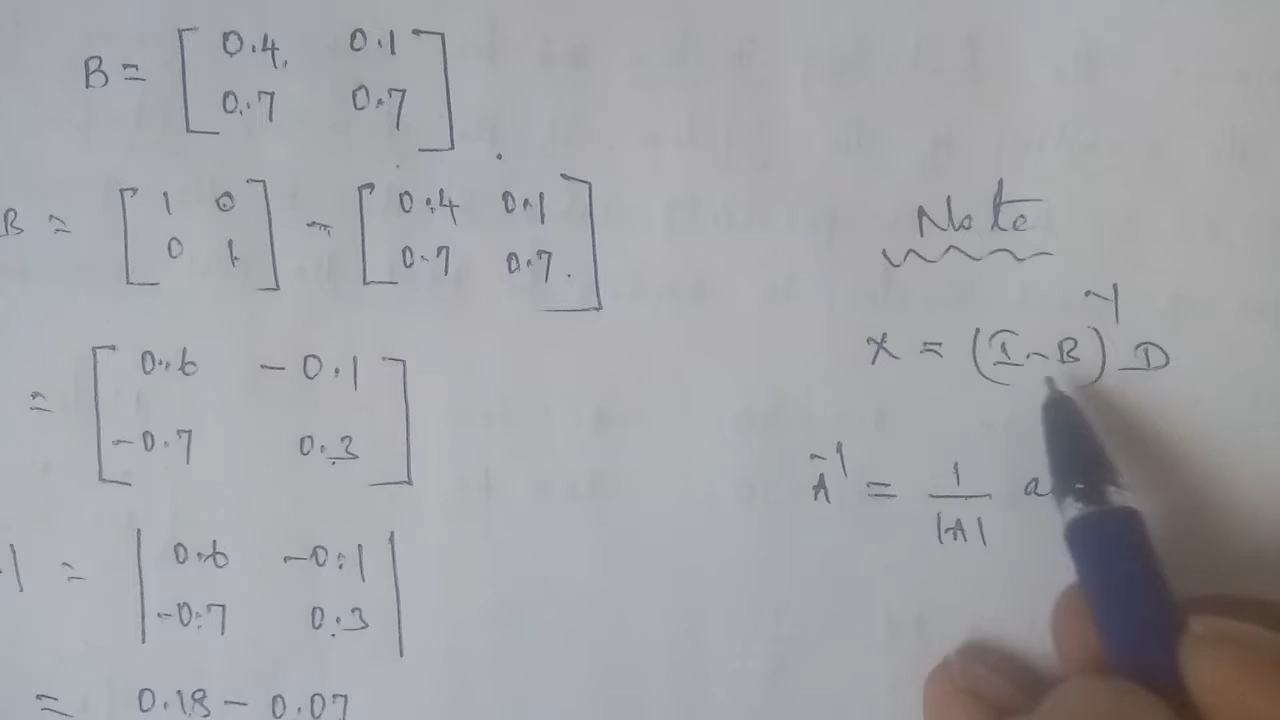 B = [ 0.4 0.1
0.7 0.7 ]
B = [ 1 0
0 1 ] - [ 0.4 0.1
0.7 0.7 ]
= [ 0.6 -0.1
-0.7 0.3 ]
| = | 0.6 -0.1
-0.7 0.3 |
= 0.18 - 0.07
Note
X = (I-B)⁻¹ D
A⁻¹ = 1/|A| a